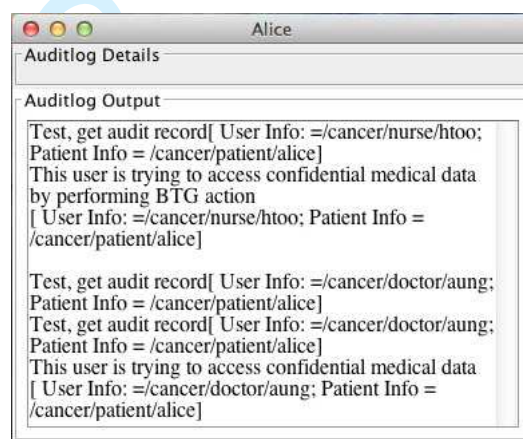 Alice
Auditlog Details
Auditlog Output
Test, get audit record[ User Info: =/cancer/nurse/htoo;
Patient Info = /cancer/patient/alice]
This user is trying to access confidential medical data
by performing BTG action
[ User Info: =/cancer/nurse/htoo; Patient Info =
/cancer/patient/alice]
Test, get audit record[ User Info: =/cancer/doctor/aung;
Patient Info = /cancer/patient/alice]
Test, get audit record[ User Info: =/cancer/doctor/aung;
Patient Info = /cancer/patient/alice]
This user is trying to access confidential medical data
[ User Info: =/cancer/doctor/aung; Patient Info =
/cancer/patient/alice]